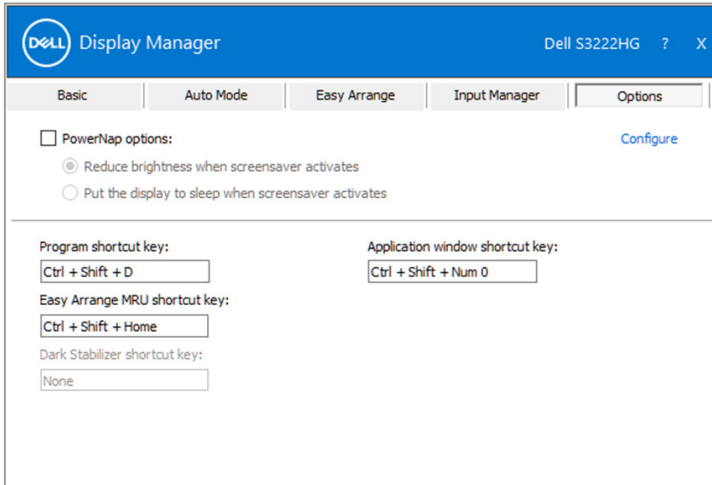 DELL Display Manager Dell S3222HG ? X
Basic Auto Mode Easy Arrange Input Manager Options
PowerNap options: Configure
Reduce brightness when screensaver activates
Put the display to sleep when screensaver activates
Program shortcut key: Application window shortcut key:
Ctrl + Shift + D Ctrl + Shift + Num 0
Easy Arrange MRU shortcut key:
Ctrl + Shift + Home
Dark Stabilizer shortcut key:
None